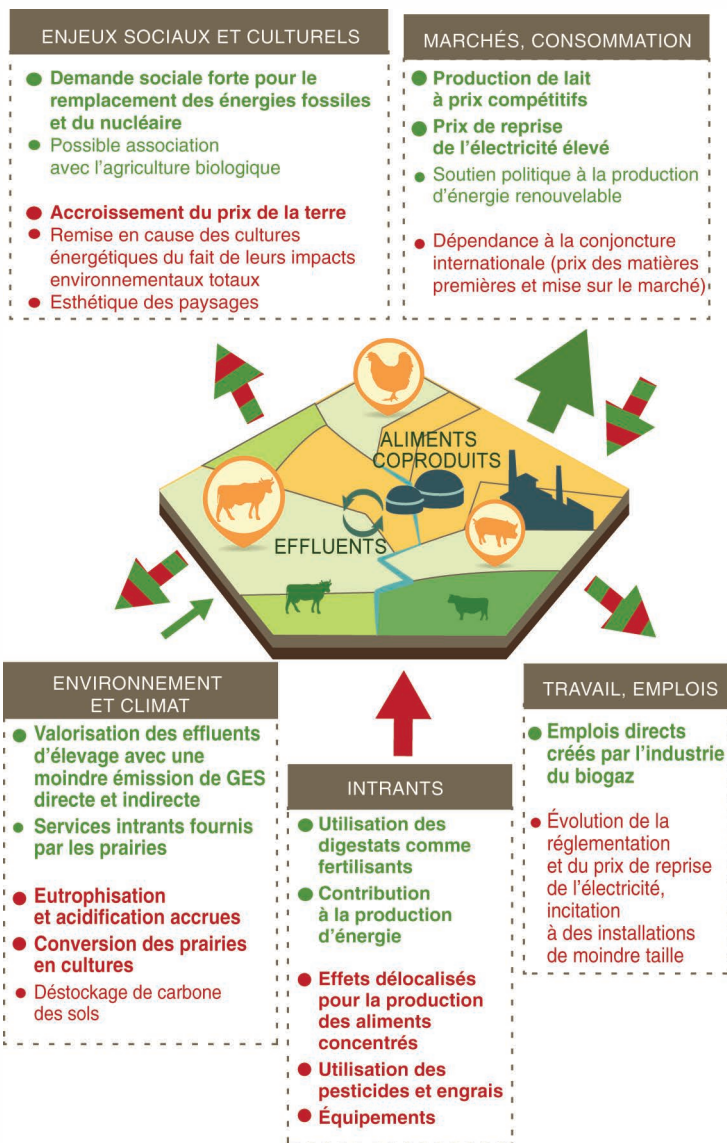 ENJEUX SOCIAUX ET CULTURELS
Demande sociale forte pour le
remplacement des énergies fossiles
et du nucléaire
Possible association
avec l'agriculture biologique
Accroissement du prix de la terre
Remise en cause des cultures
énergétiques du fait de leurs impacts
environnementaux totaux
Esthétique des paysages
MARCHÉS, CONSOMMATION
Production de lait
à prix compétitifs
Prix de reprise
de l'électricité élevé
Soutien politique à la production
d'énergie renouvelable
Dépendance à la conjoncture
internationale (prix des matières
premières et mise sur le marché)
ALIMENTS
COPRODUITS
EFFLUENTS
ENVIRONNEMENT
ET CLIMAT
Valorisation des effluents
d'élevage avec une
moindre émission de GES
directe et indirecte
Services intrants fournis
par les prairies
Eutrophisation
et acidification accrues
Conversion des prairies
en cultures
Déstockage de carbone
des sols
INTRANTS
Utilisation des
digestats comme
fertilisants
Contribution
à la production
d'énergie
Effets délocalisés
pour la production
des aliments
concentrés
Utilisation des
pesticides et engrais
Équipements
TRAVAIL, EMPLOIS
Emplois directs
créés par l'industrie
du biogaz
Évolution de la
réglementation
et du prix de reprise
de l'électricité,
incitation
à des installations
de moindre taille